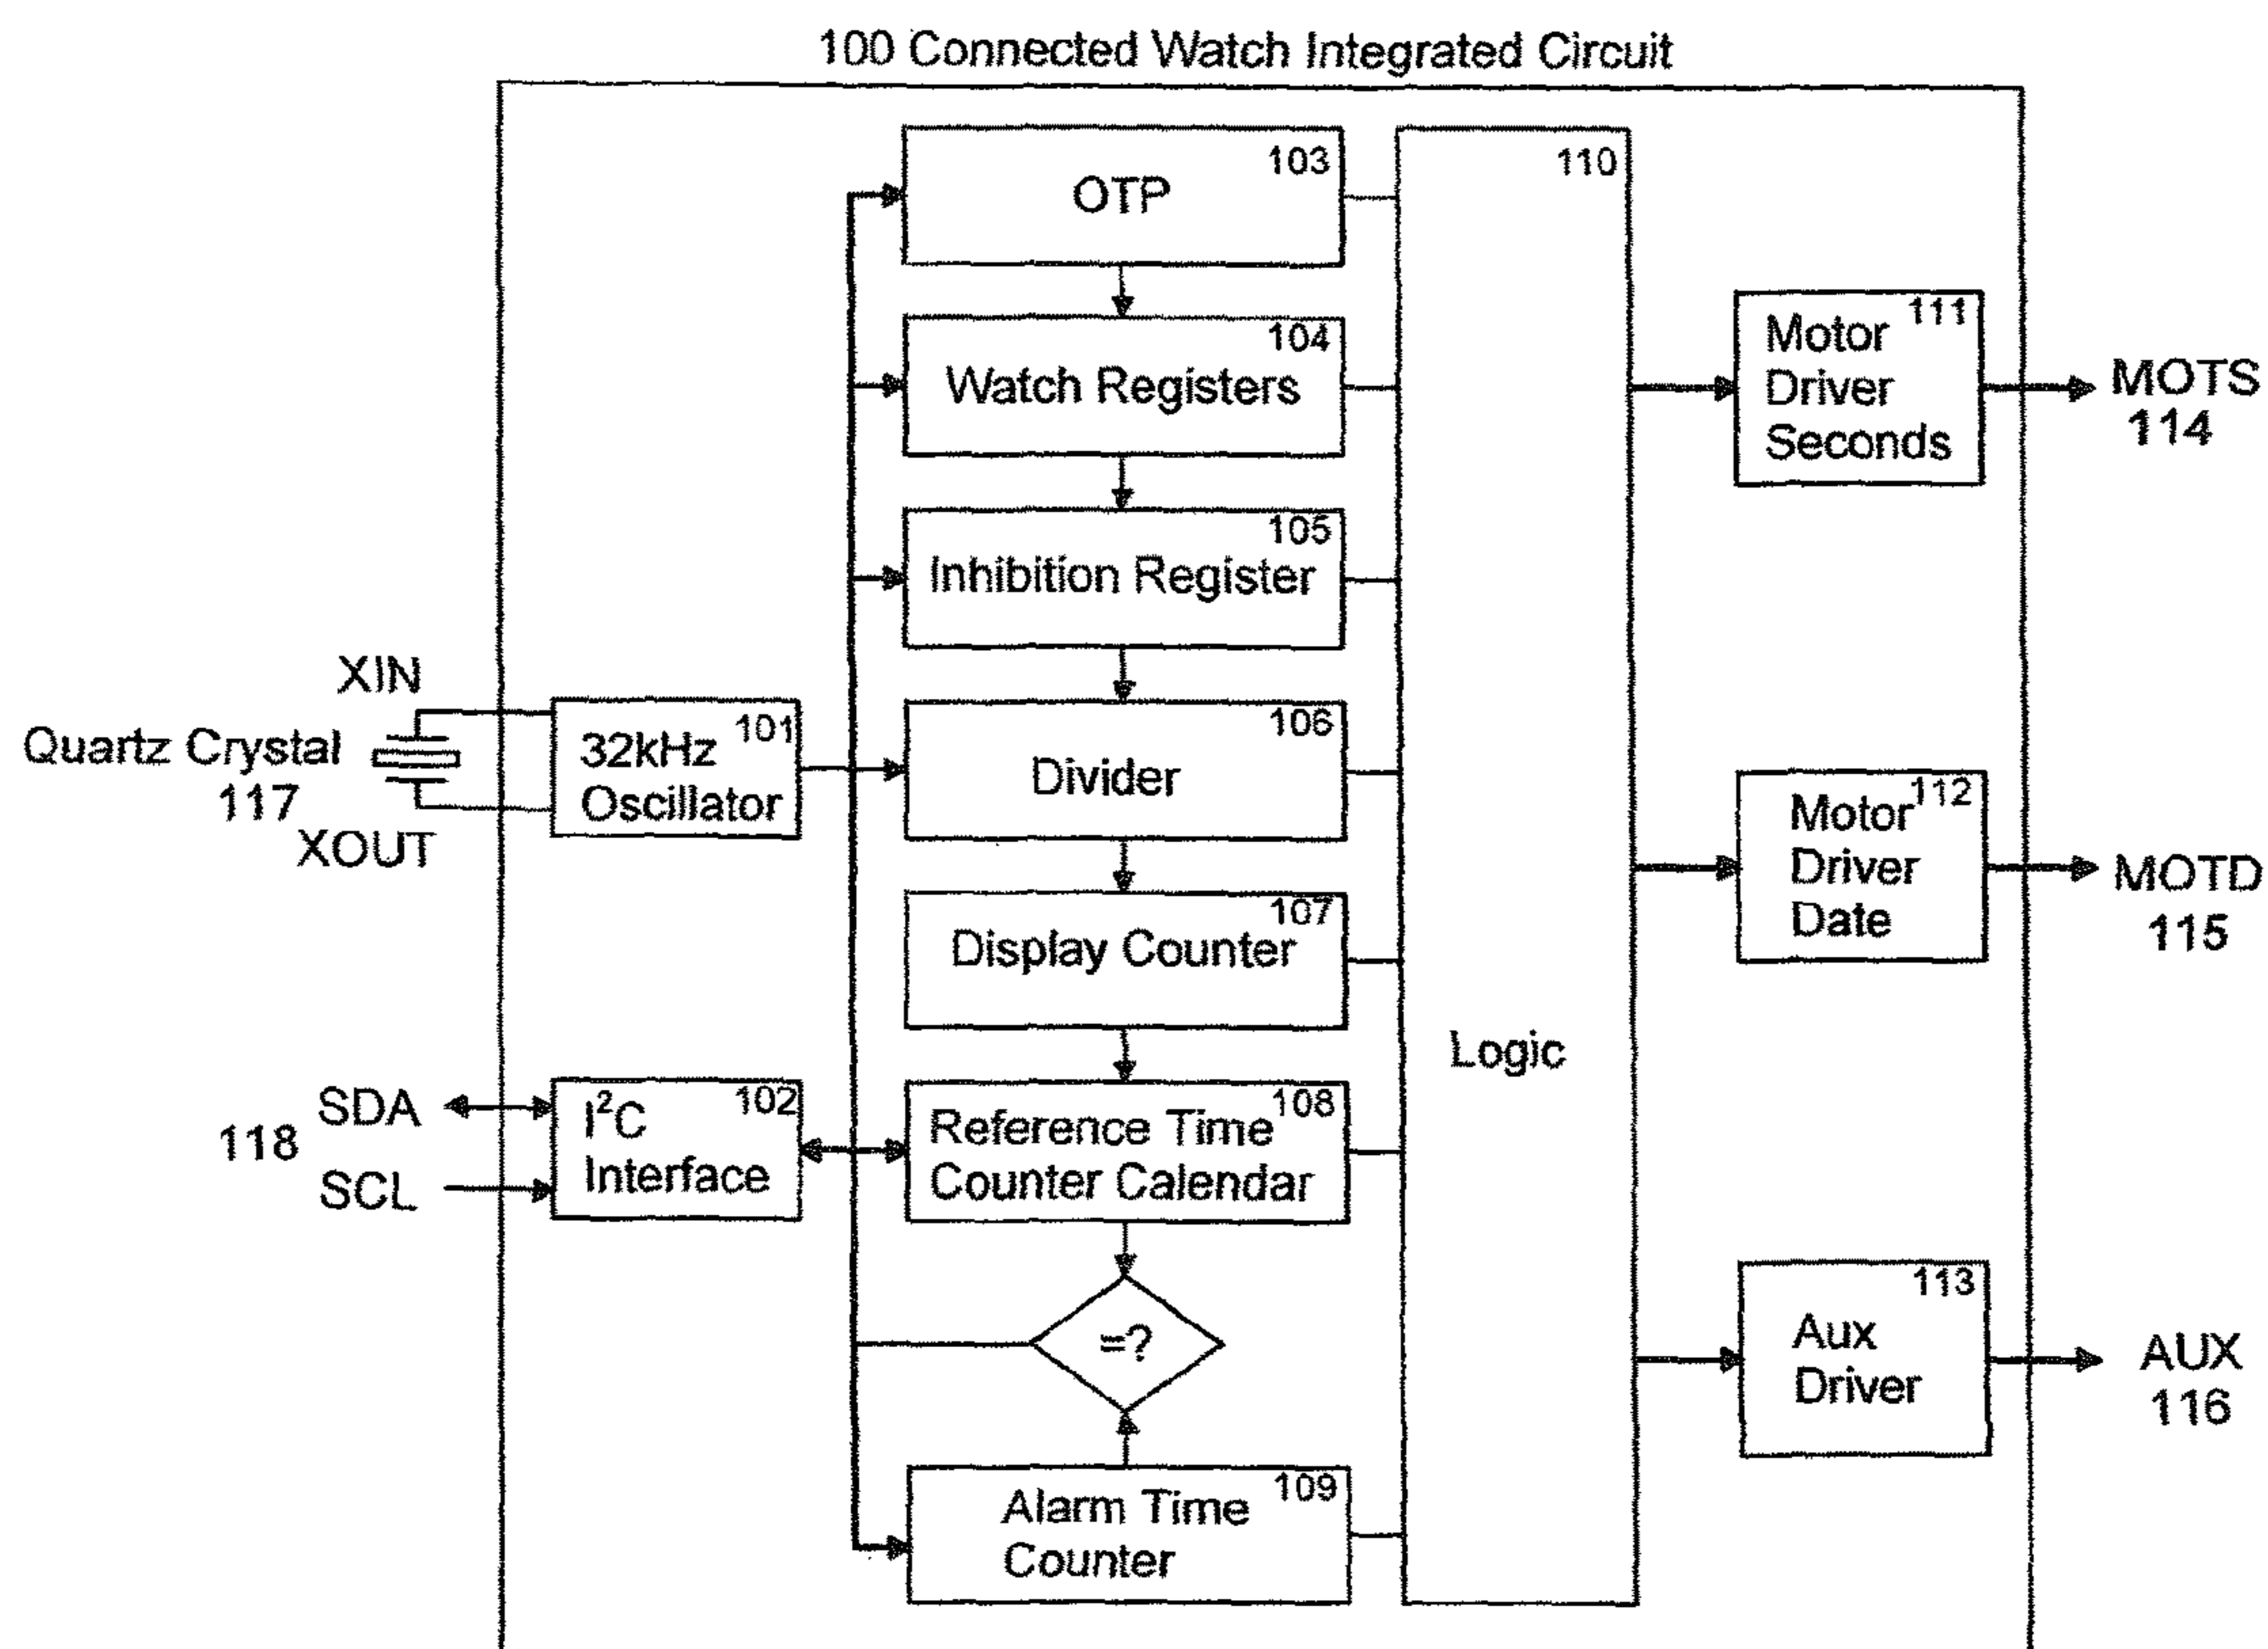 100 Connected Watch Integrated Circuit
103
OTP
110
104
Watch Registers
111
Motor
Driver
Seconds
MOTS
114
105
Inhibition Register
XIN
Quartz Crystal
117
XOUT
101
32kHz
Oscillator
106
Divider
112
Motor
Driver
Date
MOTD
115
107
Display Counter
Logic
SDA
118
SCL
102
I²C
Interface
108
Reference Time
Counter Calendar
=?
113
Aux
Driver
AUX
116
109
Alarm Time
Counter